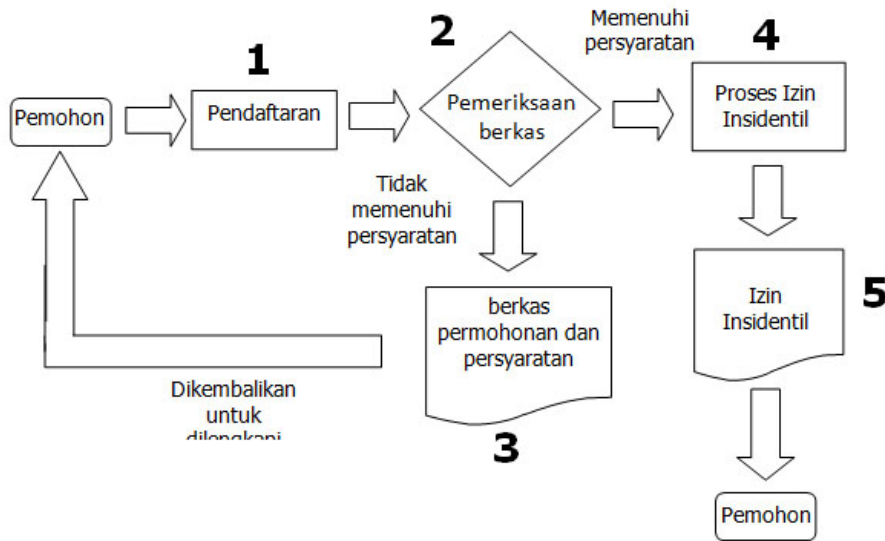 Pemohon
1
Pendaftaran
2
Pemeriksaan
berkas
Memenuhi
persyaratan
4
Proses Izin
Insidentil
Tidak
memenuhi
persyaratan
berkas
permohonan dan
persyaratan
3
Dikembalikan
untuk
dilengkapi
Izin
Insidentil
5
Pemohon